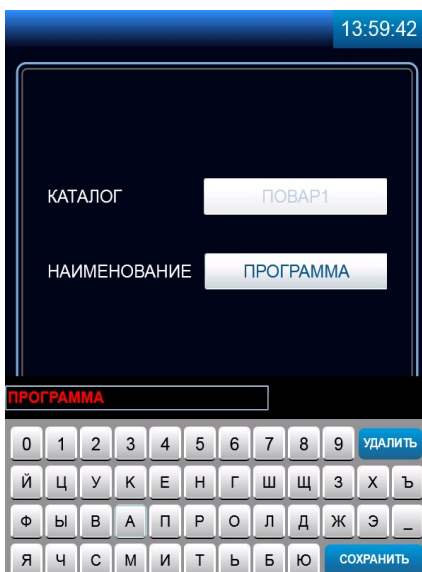 13:59:42
КАТАЛОГ ПОВАР1
НАИМЕНОВАНИЕ ПРОГРАММА
ПРОГРАММА
0 1 2 3 4 5 6 7 8 9 УДАЛИТЬ
Й Ц У К Е Н Г Ш Щ З Х Ъ
Ф Ы В А П Р О Л Д Ж Э _
Я Ч С М И Т Ь Б Ю СОХРАНИТЬ